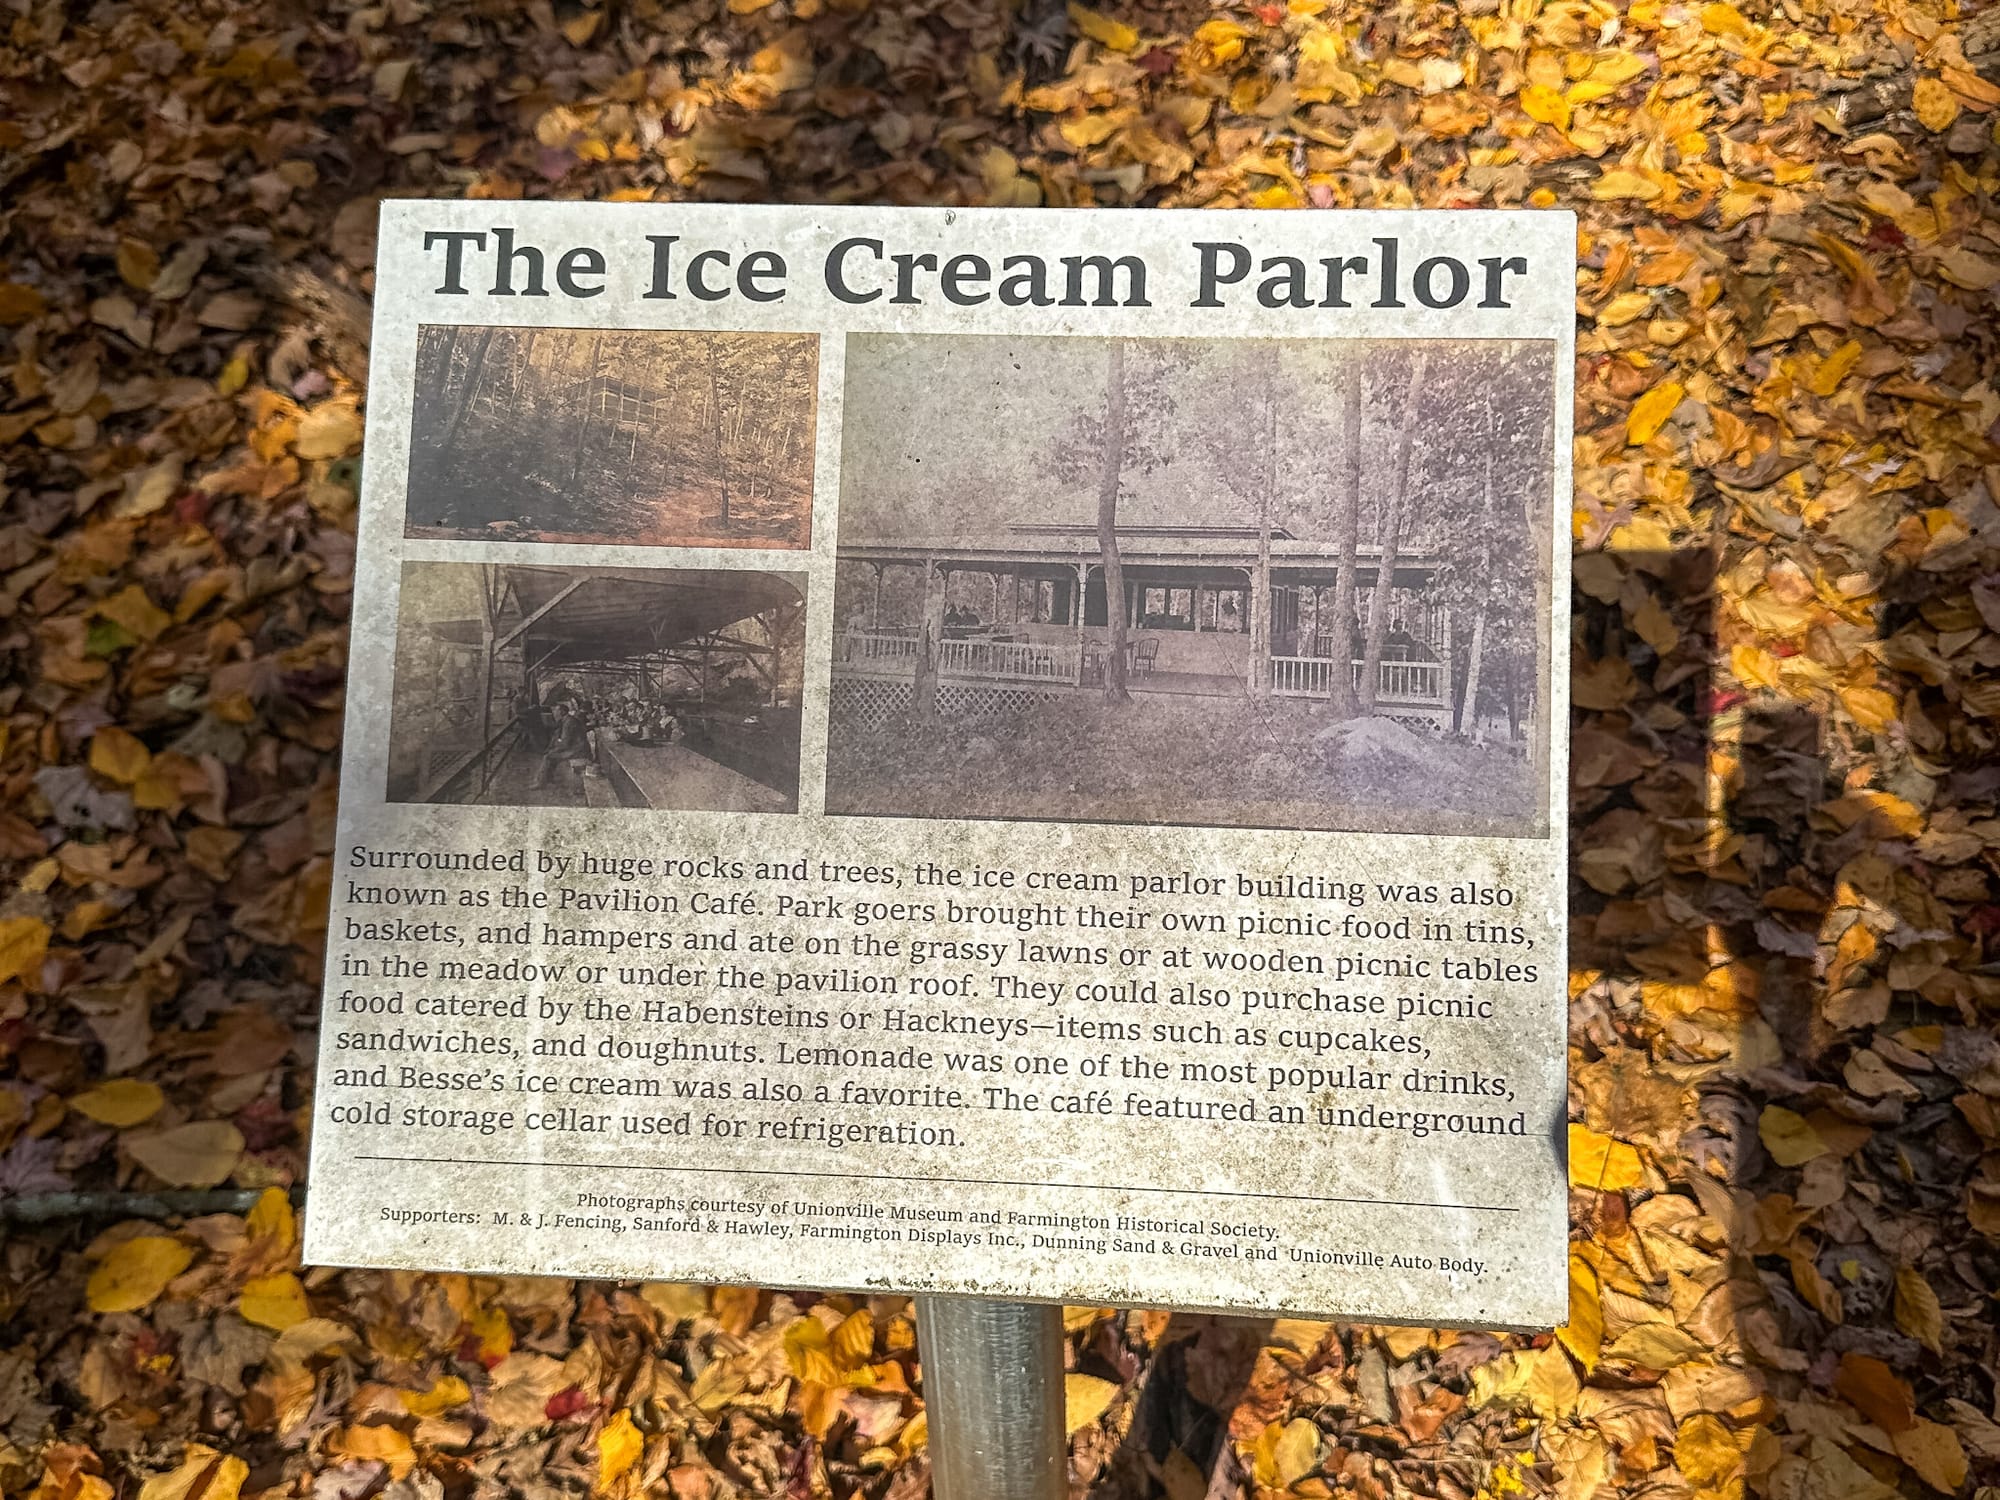 The Ice Cream Parlor
Surrounded by huge rocks and trees, the ice cream parlor building was also
known as the Pavilion Café. Park goers brought their own picnic food in tins,
baskets, and hampers and ate on the grassy lawns or at wooden picnic tables
in the meadow or under the pavilion roof. They could also purchase picnic
food catered by the Habensteins or Hackneys—items such as cupcakes,
sandwiches, and doughnuts. Lemonade was one of the most popular drinks,
and Besse’s ice cream was also a favorite. The café featured an underground
cold storage cellar used for refrigeration.
Photographs courtesy of Unionville Museum and Farmington Historical Society.
Supporters: M. & J. Fencing, Sanford & Hawley, Farmington Displays Inc., Dunning Sand & Gravel and Unionville Auto Body.